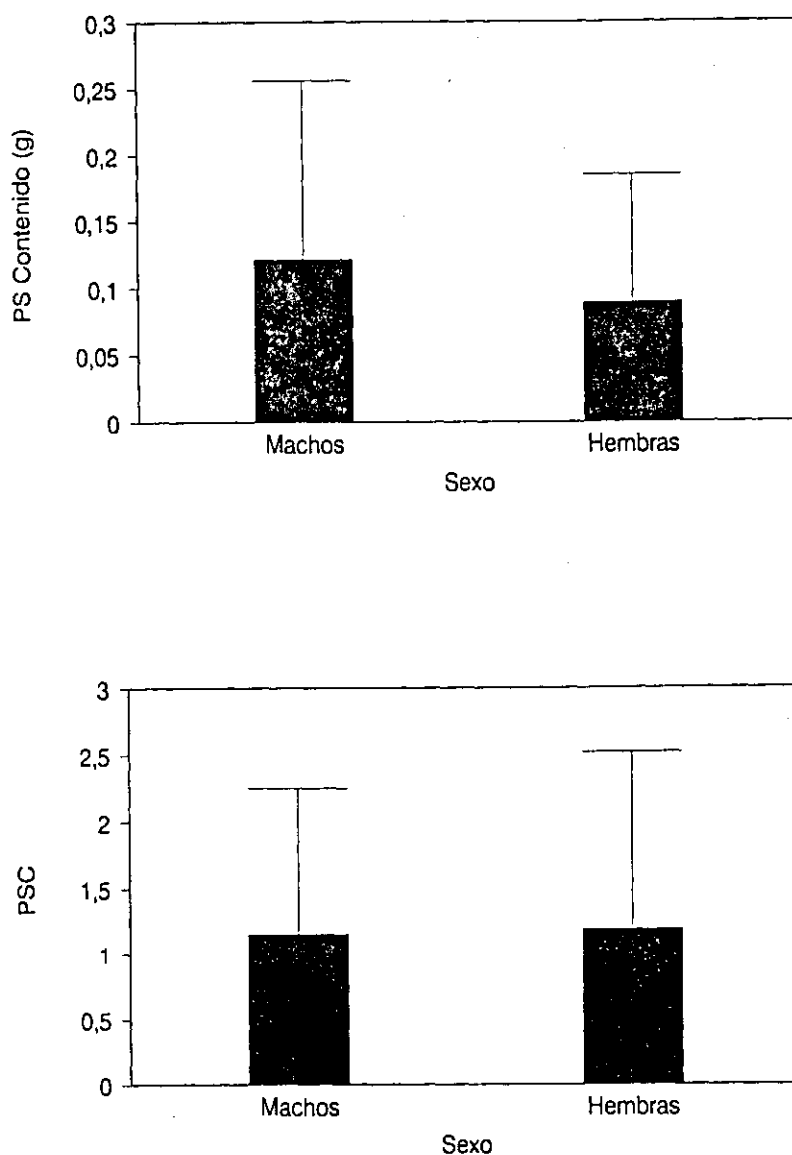 0,3
0,25
0,2
0,15
0,1
0,05
0
PS Contenido (g)
Machos
Hembras
Sexo
3
2,5
2
1,5
1
0,5
0
PSC
Machos
Hembras
Sexo